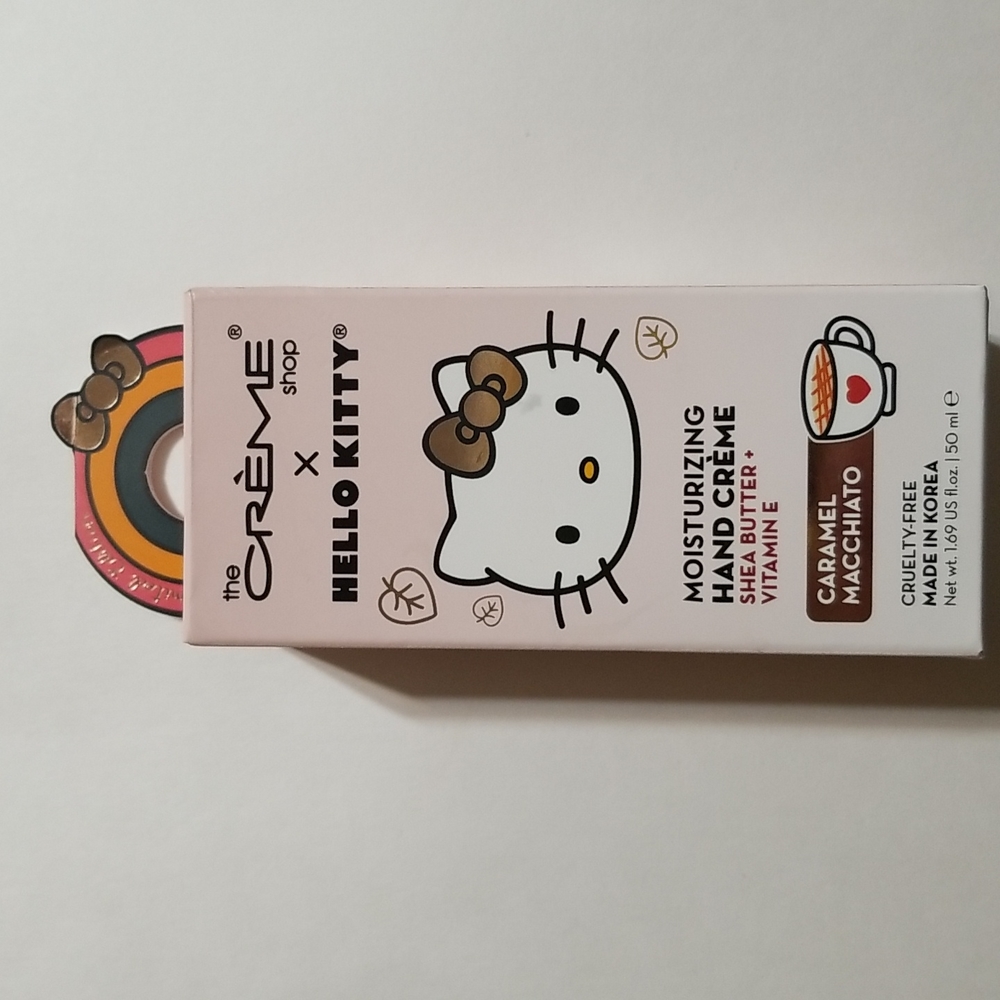 the
CRÈME®
shop
×
HELLO KITTY®
MOISTURIZING
HAND CRÈME
SHEA BUTTER +
VITAMIN E
CARAMEL
MACCHIATO
CRUELTY-FREE
MADE IN KOREA
Net wt. 1.69 US fl.oz. | 50 ml ℮